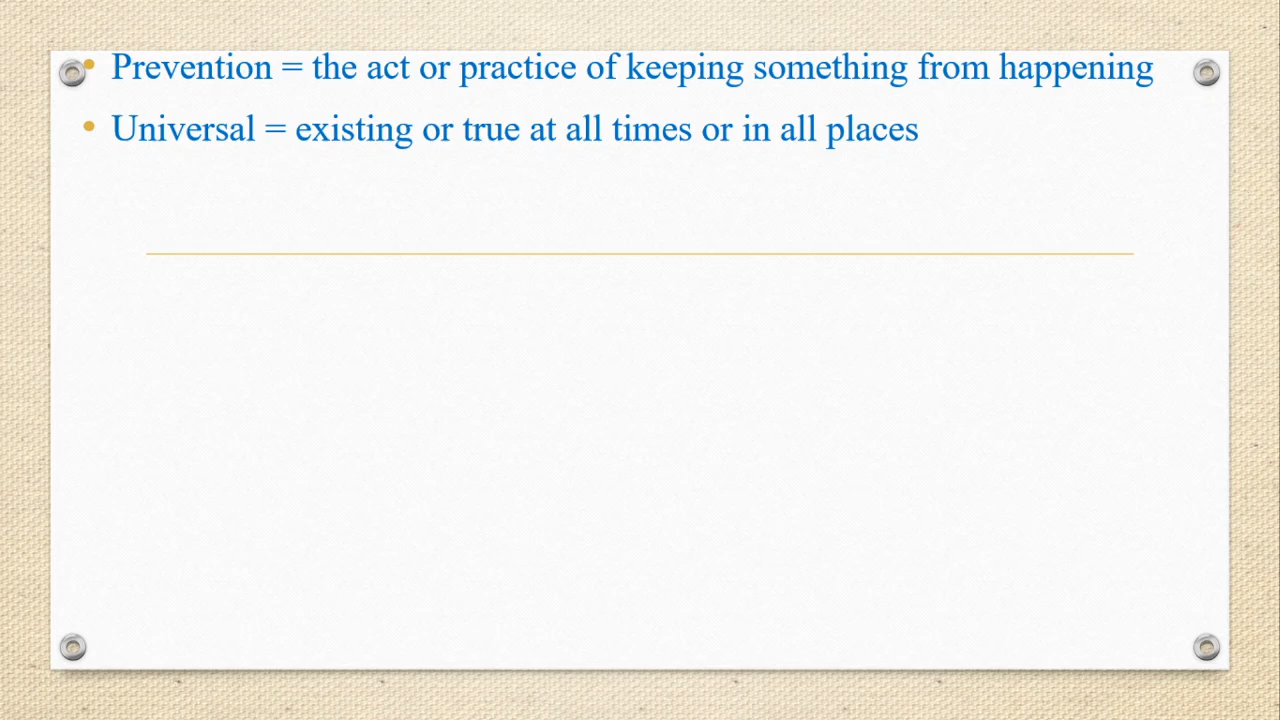 • Prevention = the act or practice of keeping something from happening
• Universal = existing or true at all times or in all places